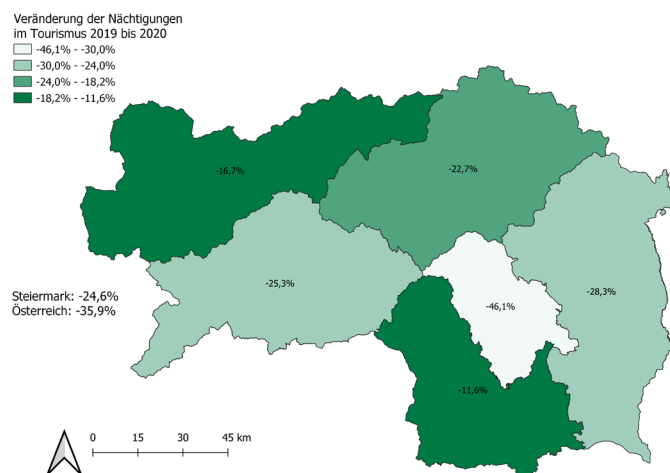 Veränderung der Nächtigungen
im Tourismus 2019 bis 2020
-46,1% - -30,0%
-30,0% - -24,0%
-24,0% - -18,2%
-18,2% - -11,6%
-16,7%
-22,7%
-25,3%
-28,3%
-46,1%
-11,6%
Steiermark: -24,6%
Österreich: -35,9%
0 15 30 45 km